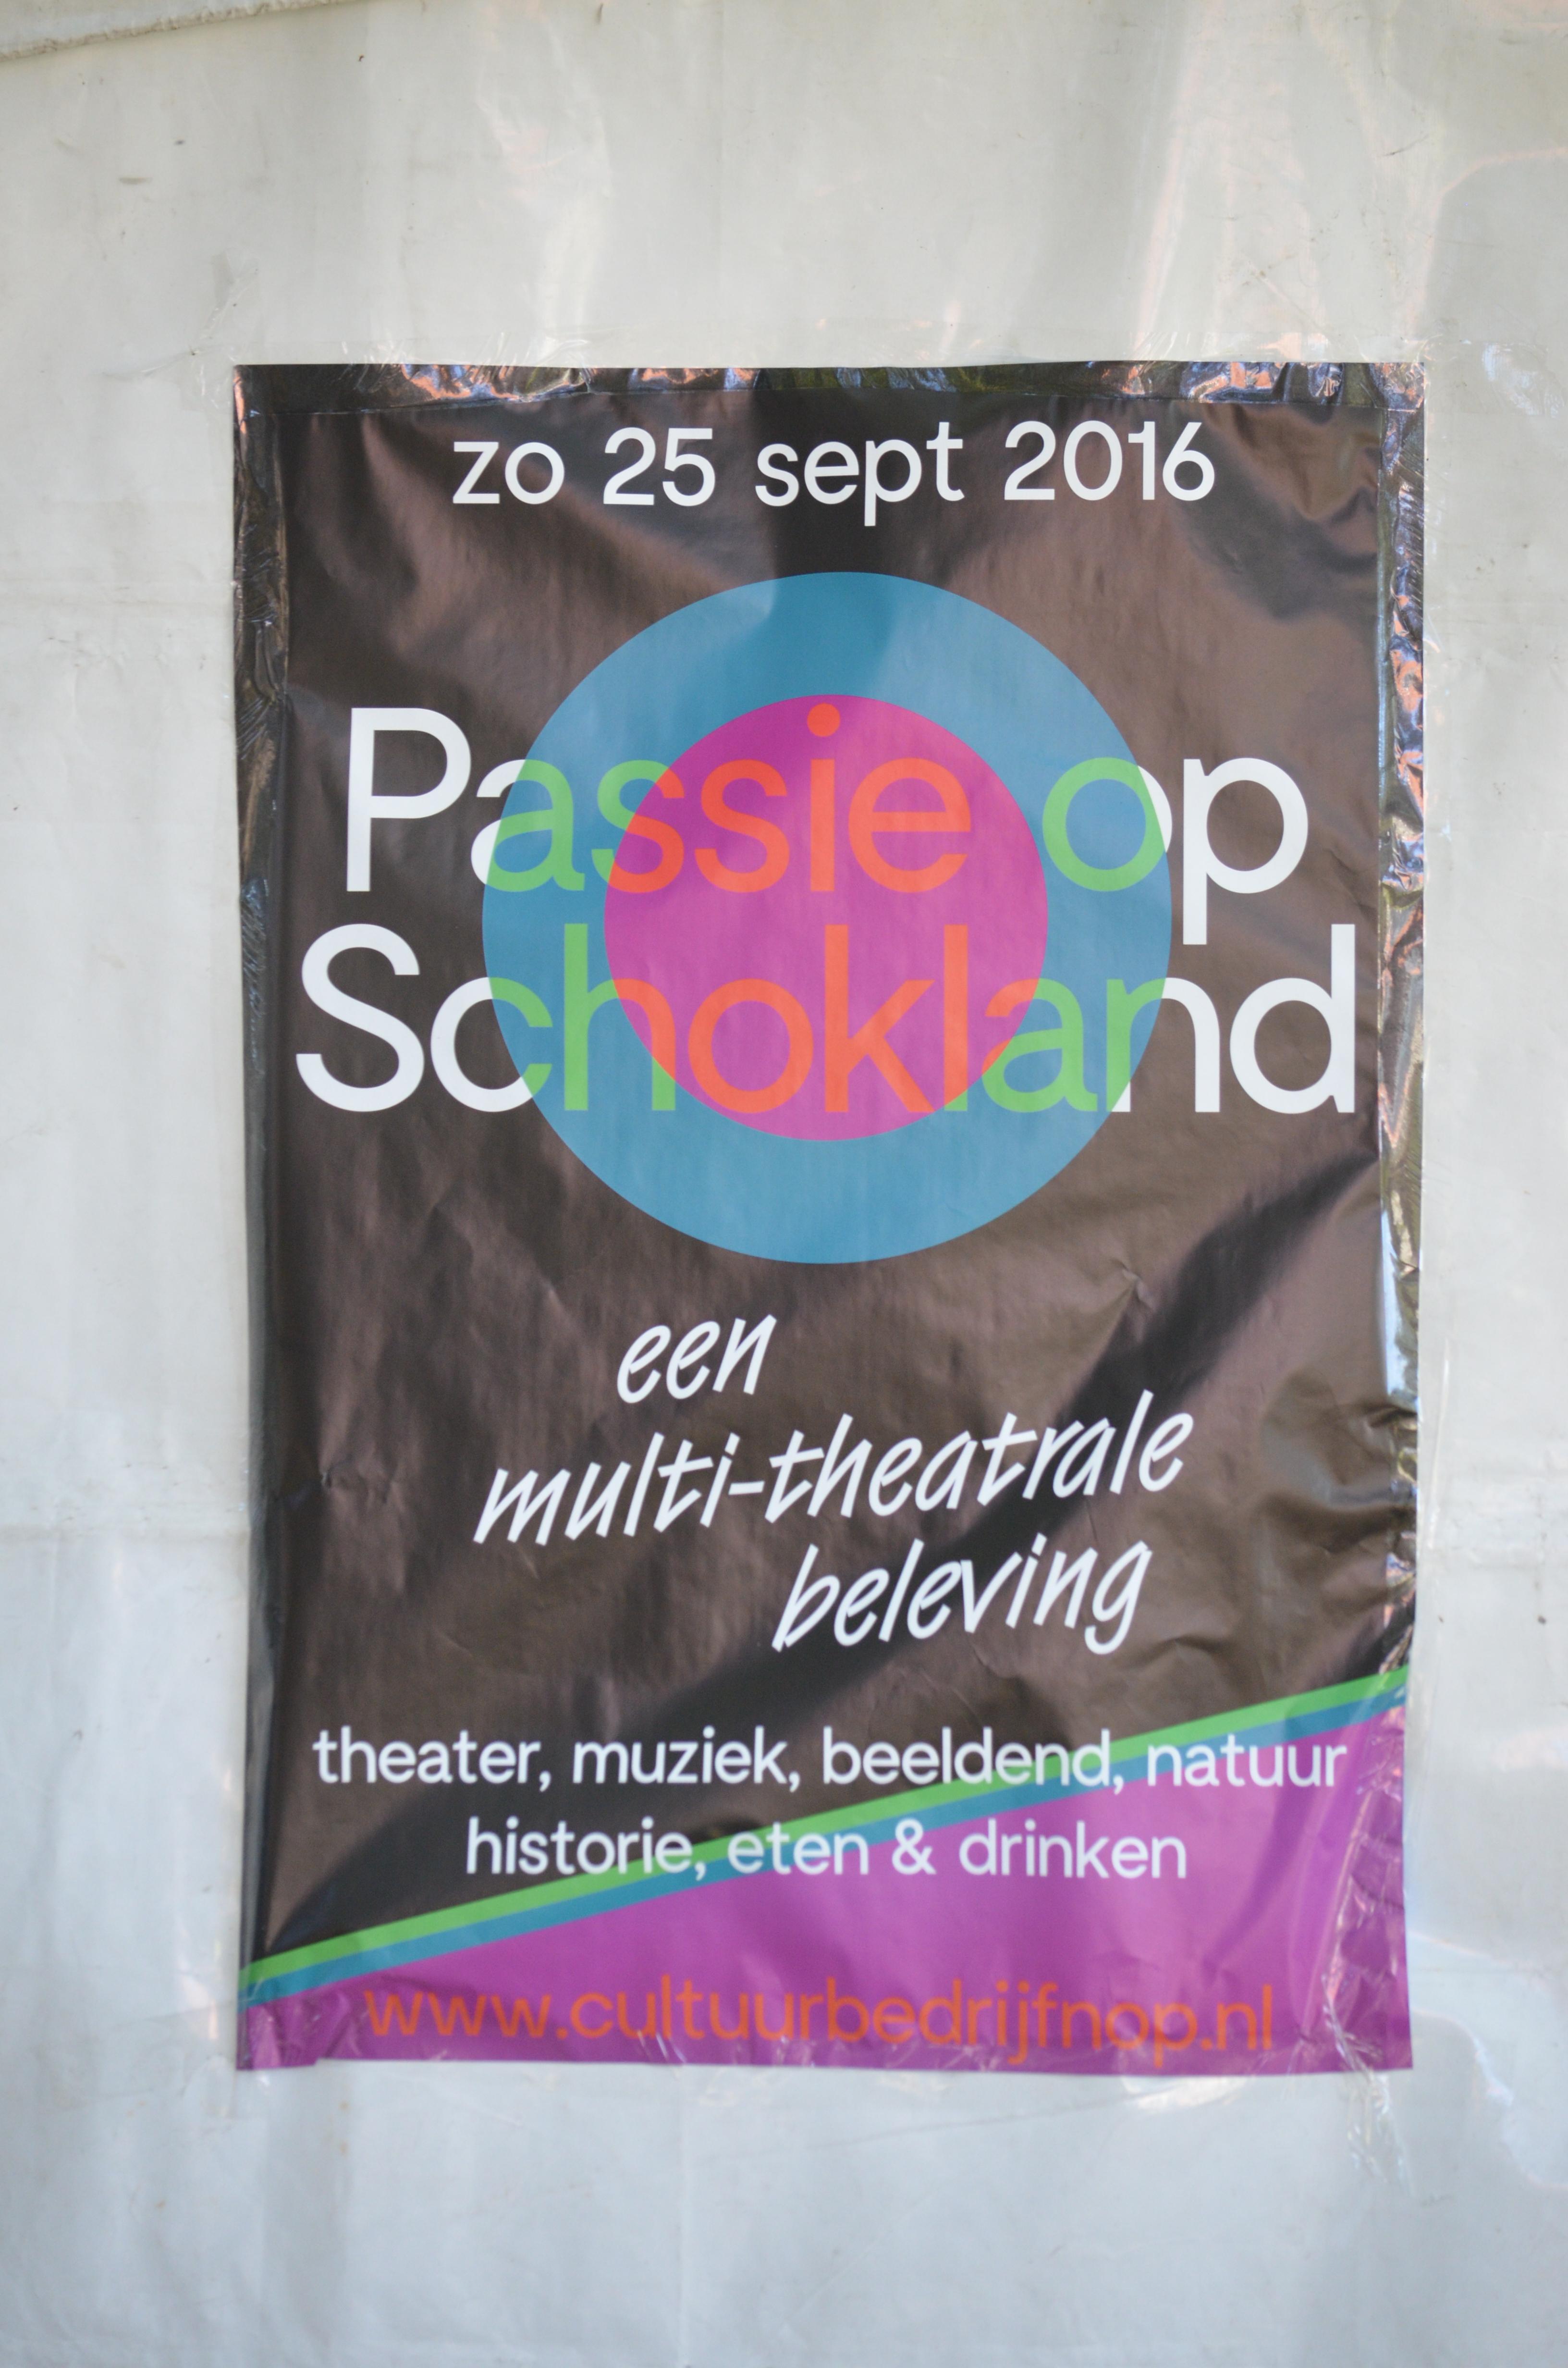 zo 25 sept 2016
Passie op
Schokland
een
multi-theatrale
beleving
theater, muziek, beeldend, natuur
historie, eten & drinken
www.cultuurbedrijfnop.nl